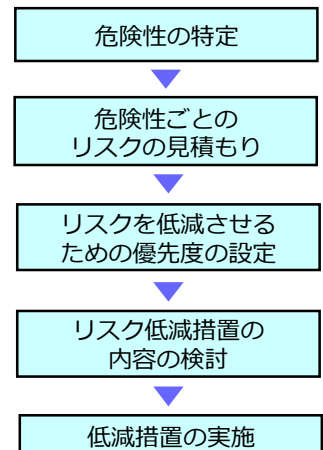 危険性の特定
危険性ごとの
リスクの見積もり
リスクを低減させる
ための優先度の設定
リスク低減措置の
内容の検討
低減措置の実施